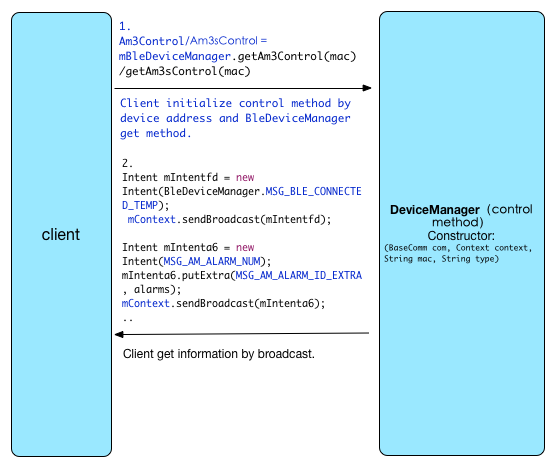 client
1.
Am3Control/Am3sControl =
mBleDeviceManager.getAm3Control(mac)
/getAm3sControl(mac)
Client initialize control method by
device address and BleDeviceManager
get method.
2.
Intent mIntentfd = new
Intent(BleDeviceManager.MSG_BLE_CONNECTE
D_TEMP);
mContext.sendBroadcast(mIntentfd);
Intent mIntenta6 = new
Intent(MSG_AM_ALARM_NUM);
mIntenta6.putExtra(MSG_AM_ALARM_ID_EXTRA
, alarms);
mContext.sendBroadcast(mIntenta6);
..
Client get information by broadcast.
DeviceManager (control
method)
Constructor:
(BaseComm com, Context context,
String mac, String type)